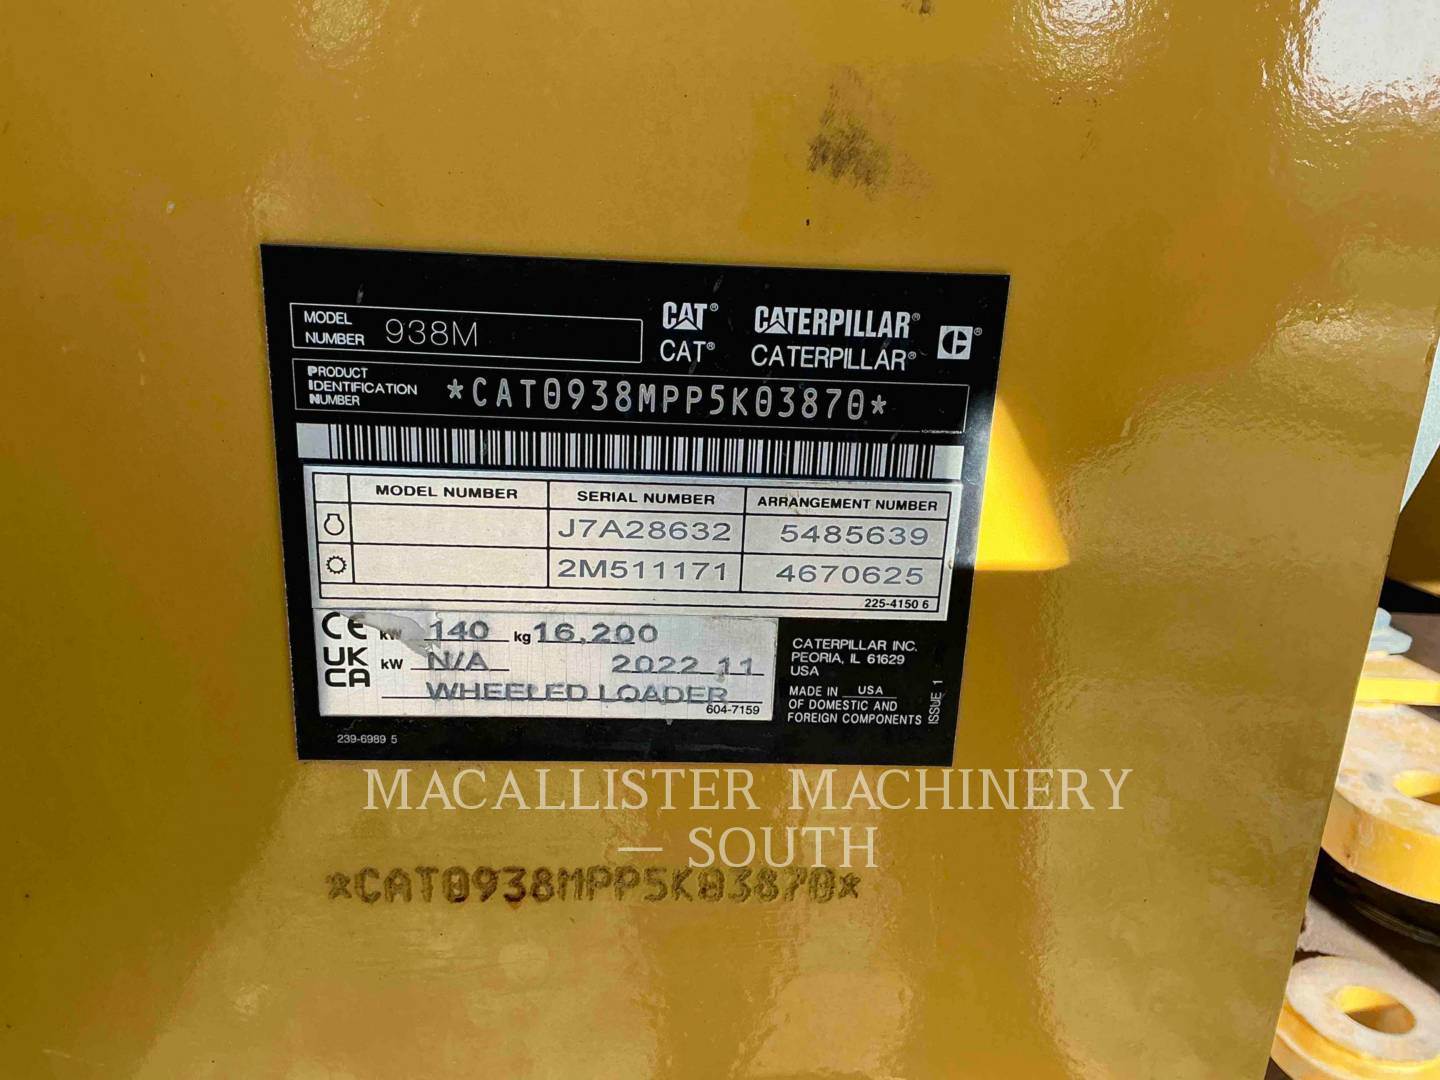 MODEL NUMBER 938M
CAT® CATERPILLAR®
CAT® CATERPILLAR®
PRODUCT IDENTIFICATION NUMBER *CAT0938MPP5K03870*
MODEL NUMBER SERIAL NUMBER ARRANGEMENT NUMBER
J7A28632 5485639
2M511171 4670625
225-4150 6
CE kW 140 kg 16,200
UK CA kW N/A 2022 11
WHEELED LOADER
604-7159
CATERPILLAR INC.
PEORIA, IL 61629
USA
MADE IN USA
OF DOMESTIC AND
FOREIGN COMPONENTS
ISSUE 1
239-6989 5
MACALLISTER MACHINERY
— SOUTH
*CAT0938MPP5K03870*